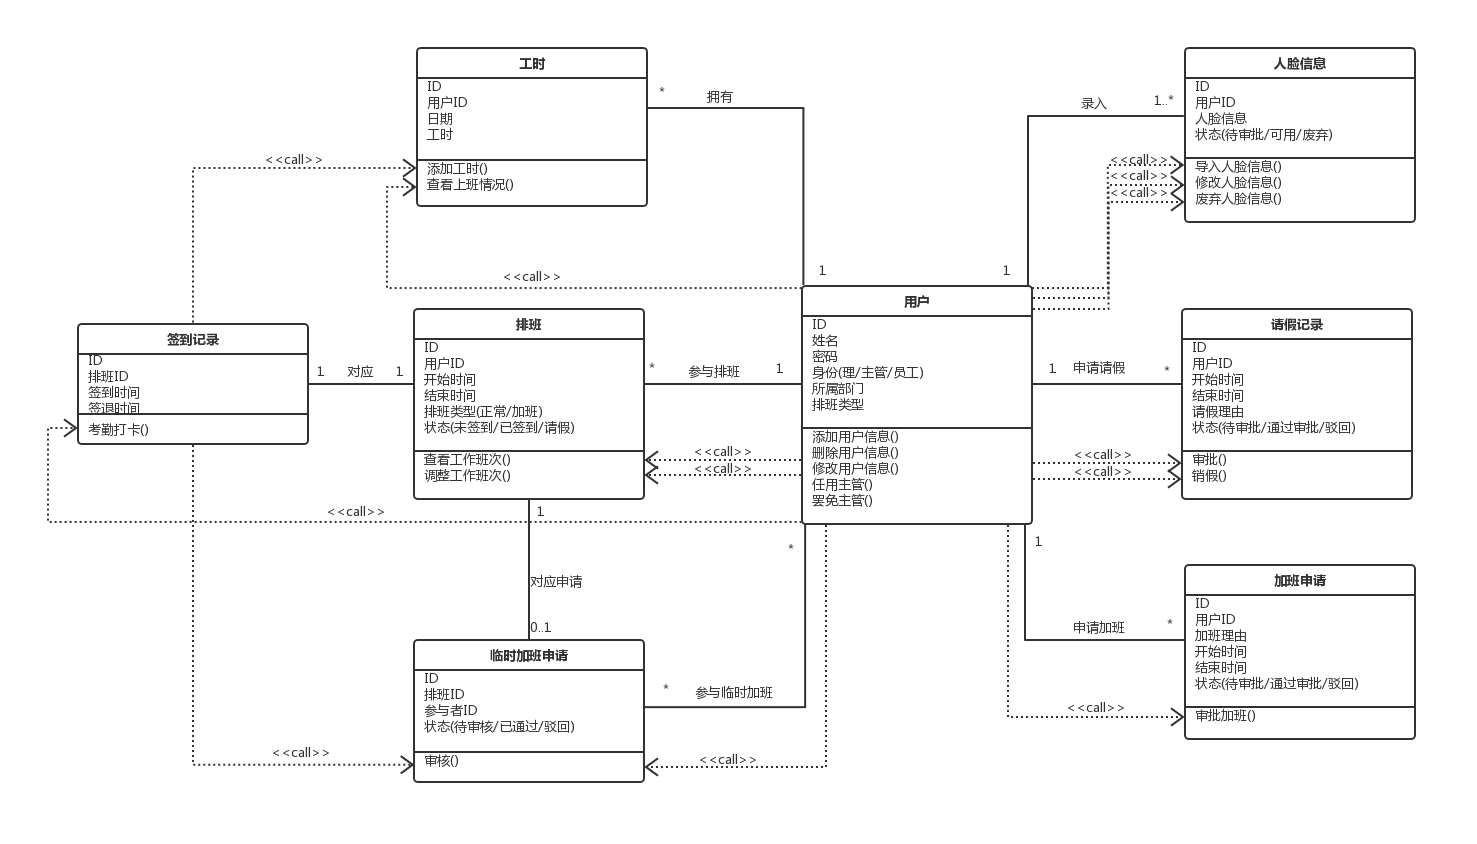 工时
ID
用户ID
日期
工时
添加工时()
查看上班情况()
*
拥有
1
人脸信息
ID
用户ID
人脸信息
状态(待审批/可用/废弃)
导入人脸信息()
修改人脸信息()
废弃人脸信息()
录入
1..*
1
<<call>>
<<call>>
<<call>>
<<call>>
<<call>>
签到记录
ID
排班ID
签到时间
签退时间
考勤打卡()
1
对应
1
排班
ID
用户ID
开始时间
结束时间
排班类型(正常/加班)
状态(未签到/已签到/请假)
查看工作班次()
调整工作班次()
*
参与排班
1
<<call>>
<<call>>
用户
ID
姓名
密码
身份(理/主管/员工)
所属部门
排班类型
添加用户信息()
删除用户信息()
修改用户信息()
任用主管()
罢免主管()
1
申请请假
*
<<call>>
<<call>>
请假记录
ID
用户ID
开始时间
结束时间
请假理由
状态(待审批/通过审批/驳回)
审批()
销假()
<<call>>
1
对应申请
0..1
*
1
临时加班申请
ID
排班ID
参与者ID
状态(待审核/已通过/驳回)
审核()
*
参与临时加班
<<call>>
<<call>>
申请加班
*
<<call>>
加班申请
ID
用户ID
加班理由
开始时间
结束时间
状态(待审批/通过审批/驳回)
审批加班()